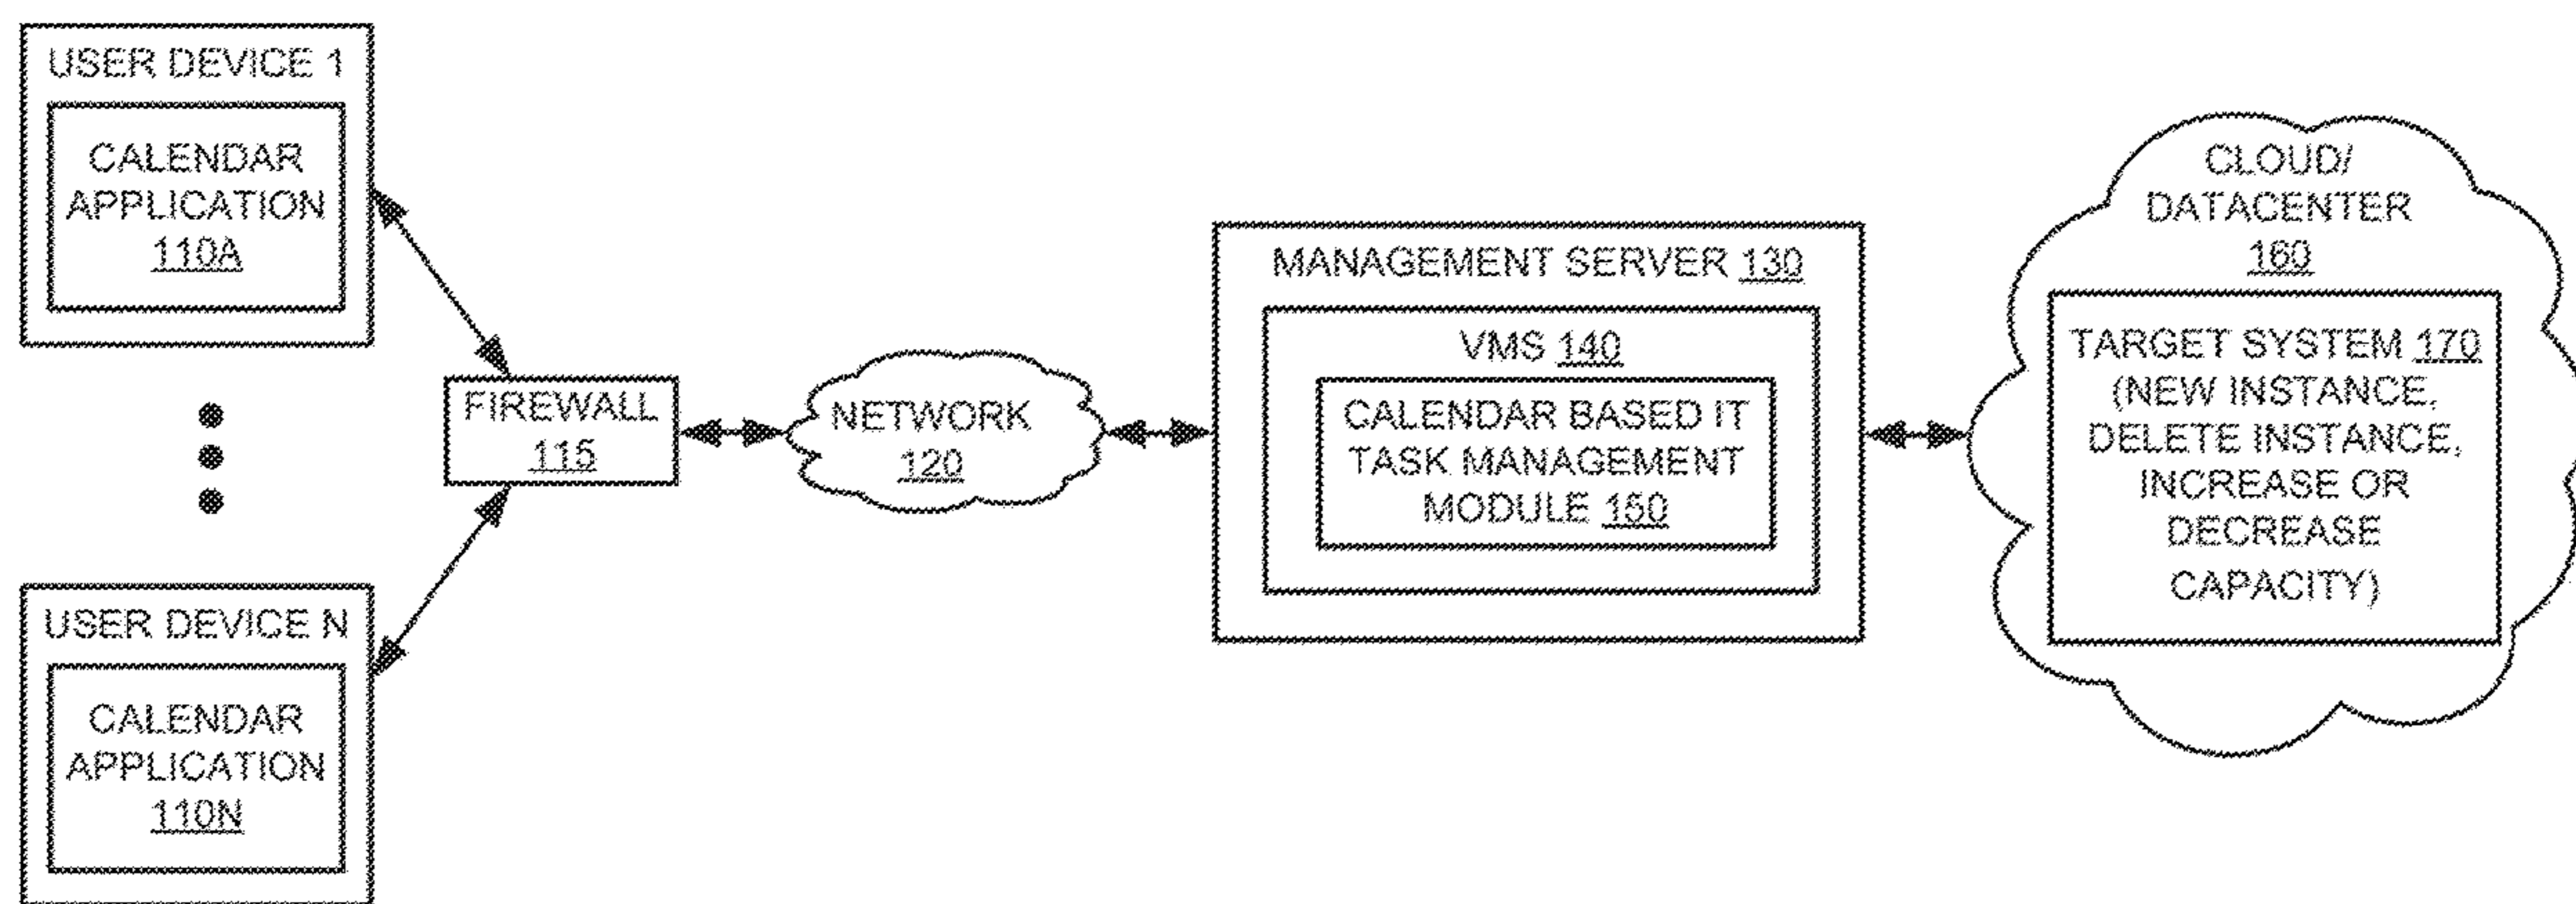 USER DEVICE 1
CALENDAR
APPLICATION
110A
USER DEVICE N
CALENDAR
APPLICATION
110N
FIREWALL
115
NETWORK
120
MANAGEMENT SERVER 130
VMS 140
CALENDAR BASED IT
TASK MANAGEMENT
MODULE 150
CLOUD/
DATACENTER
160
TARGET SYSTEM 170
(NEW INSTANCE,
DELETE INSTANCE,
INCREASE OR
DECREASE
CAPACITY)